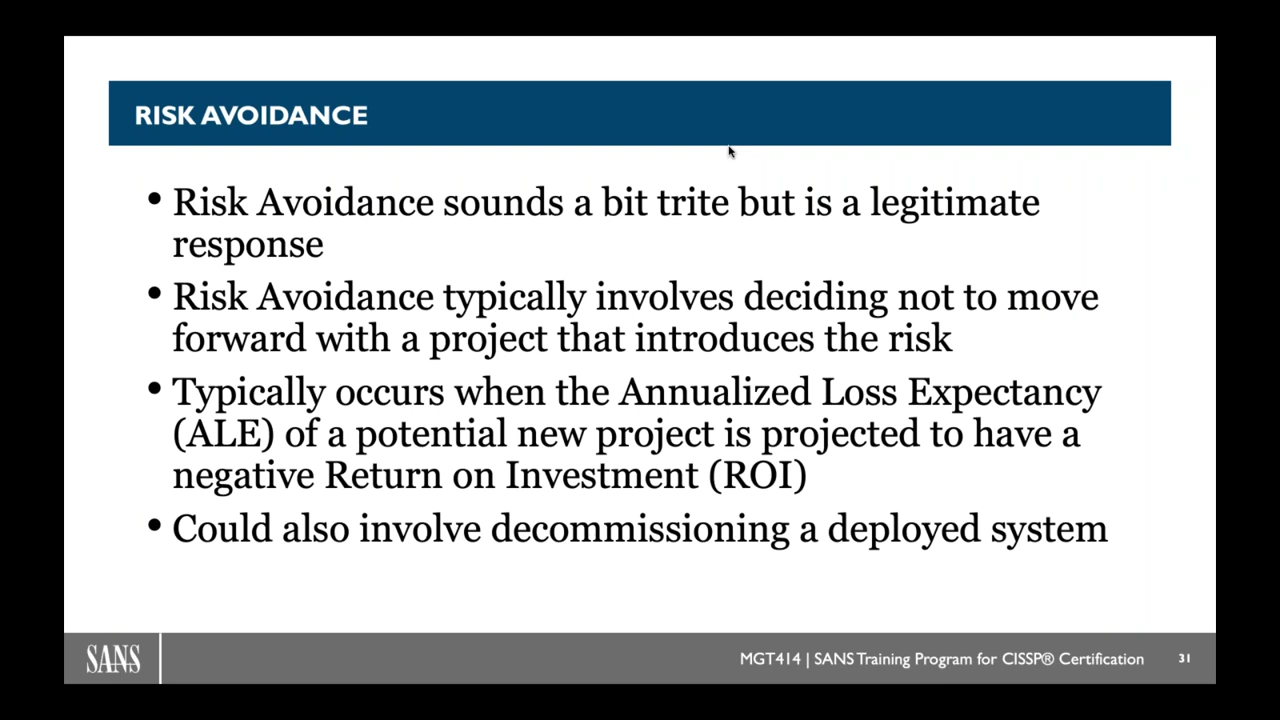 RISK AVOIDANCE
• Risk Avoidance sounds a bit trite but is a legitimate
response
• Risk Avoidance typically involves deciding not to move
forward with a project that introduces the risk
• Typically occurs when the Annualized Loss Expectancy
(ALE) of a potential new project is projected to have a
negative Return on Investment (ROI)
• Could also involve decommissioning a deployed system
SANS
MGT414 | SANS Training Program for CISSP® Certification
31